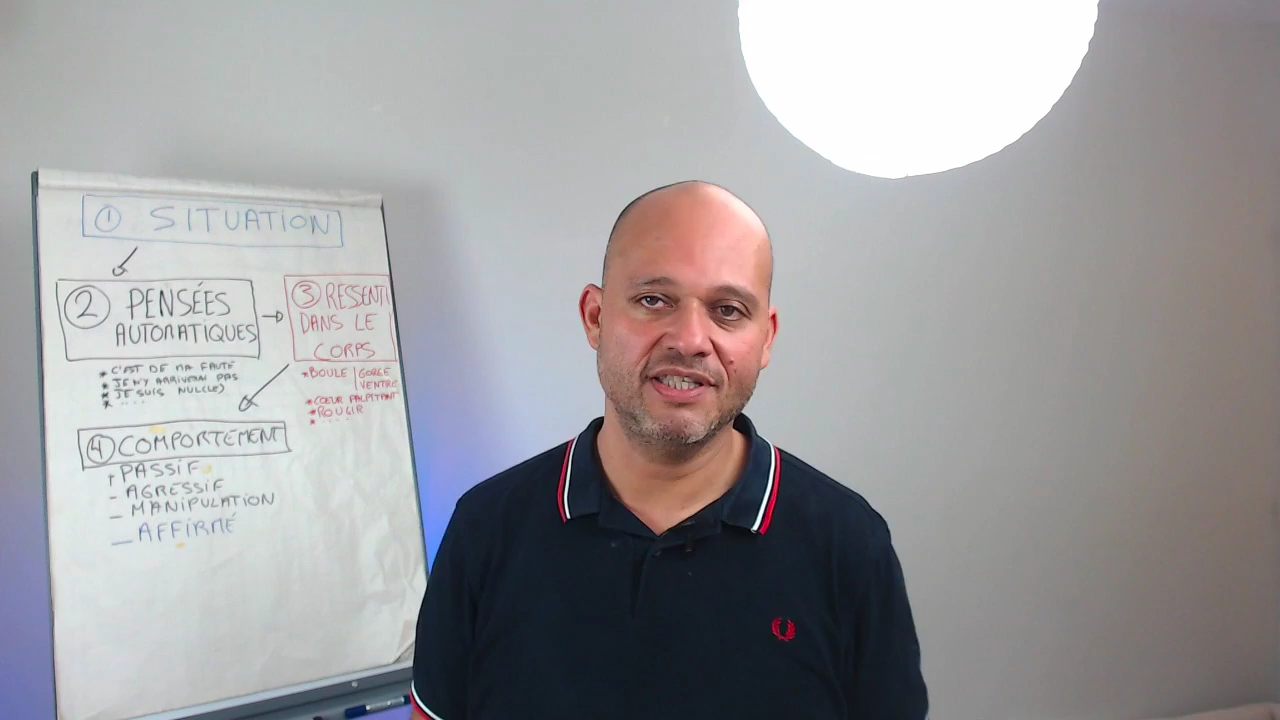 ① SITUATION
② PENSÉES
AUTOMATIQUES
* C'EST DE MA FAUTE
* JE N'Y ARRIVERAI PAS
* JE SUIS NUL(LE)
* ....
③ RESSENTI
DANS LE
CORPS
* BOULE | GORGE
VENTRE
* CŒUR PALPITANT
* ROUGIR
* ....
④ COMPORTEMENT
- PASSIF
- AGRESSIF
- MANIPULATION
- AFFIRMÉ